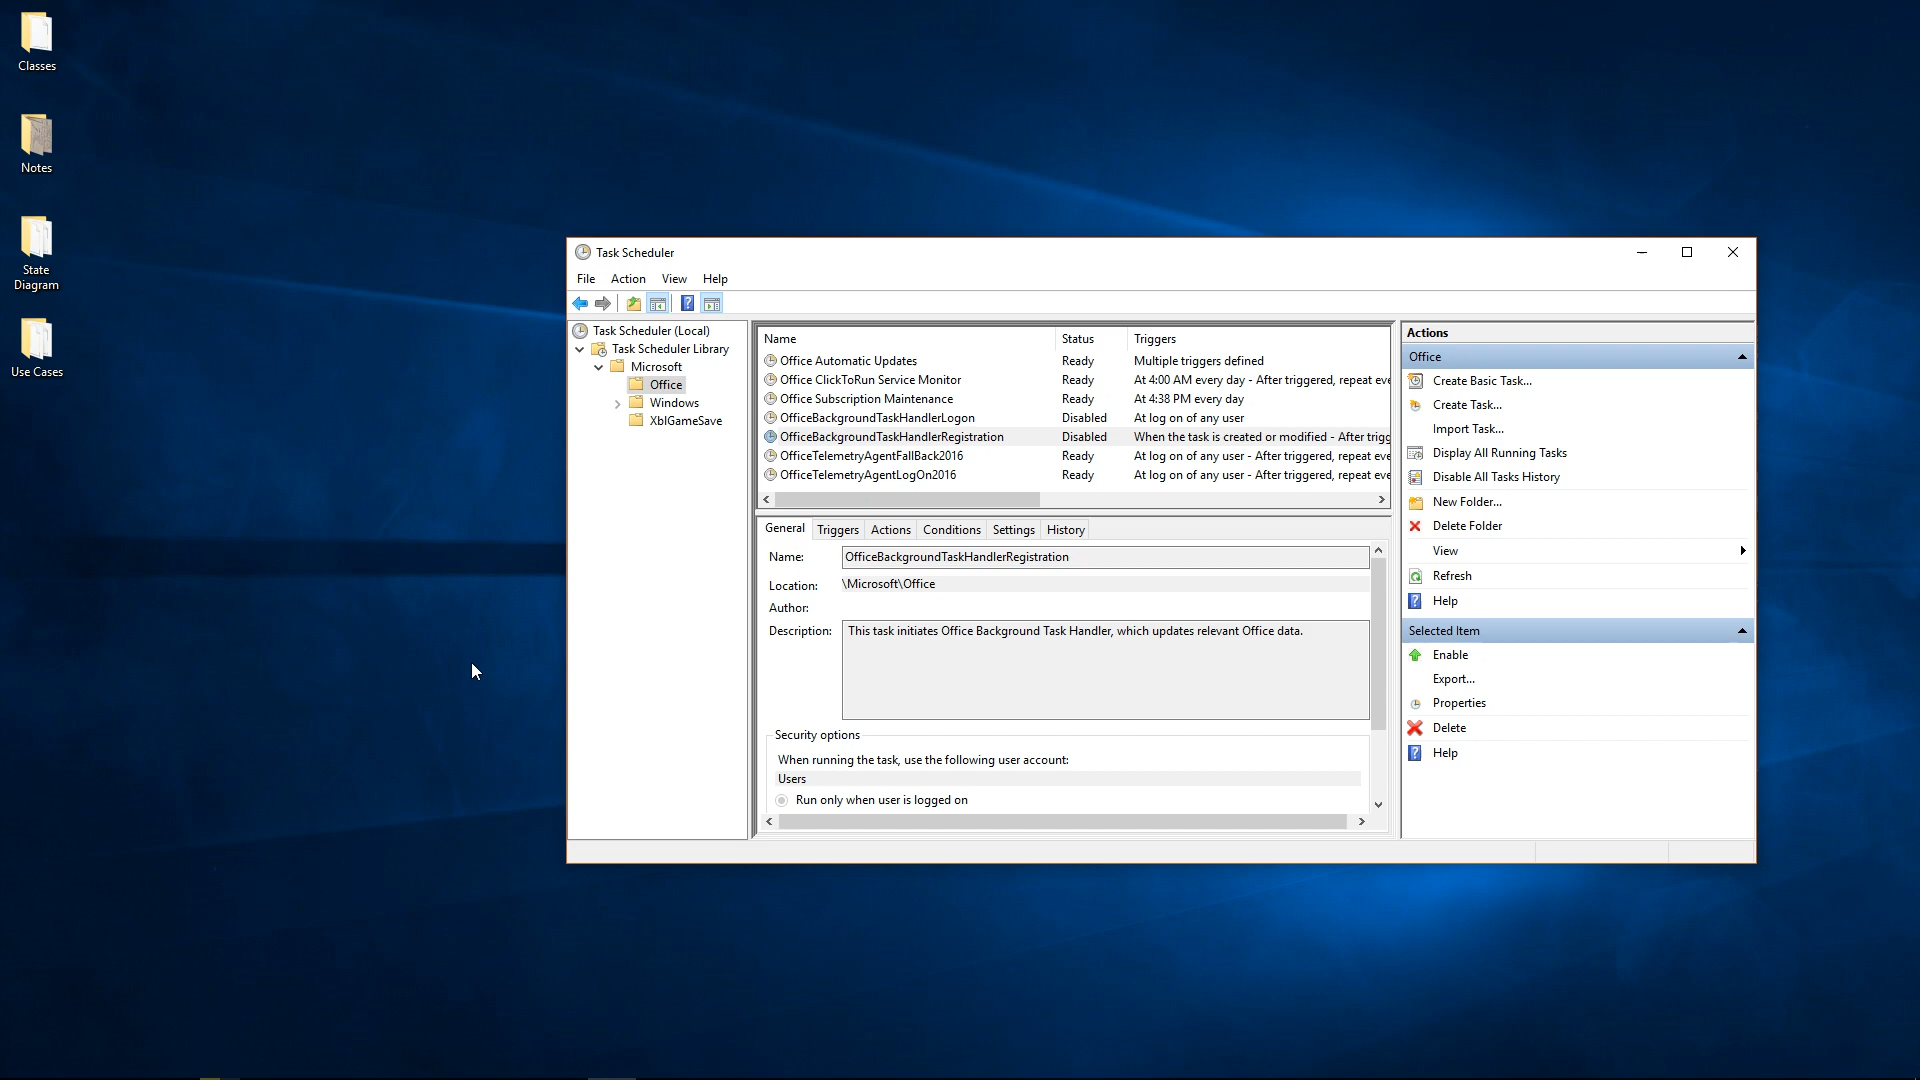 Classes
Notes
State
Diagram
Use Cases
Task Scheduler
File Action View Help
Task Scheduler (Local)
Task Scheduler Library
Microsoft
Office
Windows
XblGameSave
Name Status Triggers
Office Automatic Updates Ready Multiple triggers defined
Office ClickToRun Service Monitor Ready At 4:00 AM every day - After triggered, repeat eve
Office Subscription Maintenance Ready At 4:38 PM every day
OfficeBackgroundTaskHandlerLogon Disabled At log on of any user
OfficeBackgroundTaskHandlerRegistration Disabled When the task is created or modified - After trigg
OfficeTelemetryAgentFallBack2016 Ready At log on of any user - After triggered, repeat eve
OfficeTelemetryAgentLogOn2016 Ready At log on of any user - After triggered, repeat eve
General Triggers Actions Conditions Settings History
Name: OfficeBackgroundTaskHandlerRegistration
Location: \Microsoft\Office
Author:
Description: This task initiates Office Background Task Handler, which updates relevant Office data.
Security options
When running the task, use the following user account:
Users
Run only when user is logged on
Actions
Office
Create Basic Task...
Create Task...
Import Task...
Display All Running Tasks
Disable All Tasks History
New Folder...
Delete Folder
View
Refresh
Help
Selected Item
Enable
Export...
Properties
Delete
Help